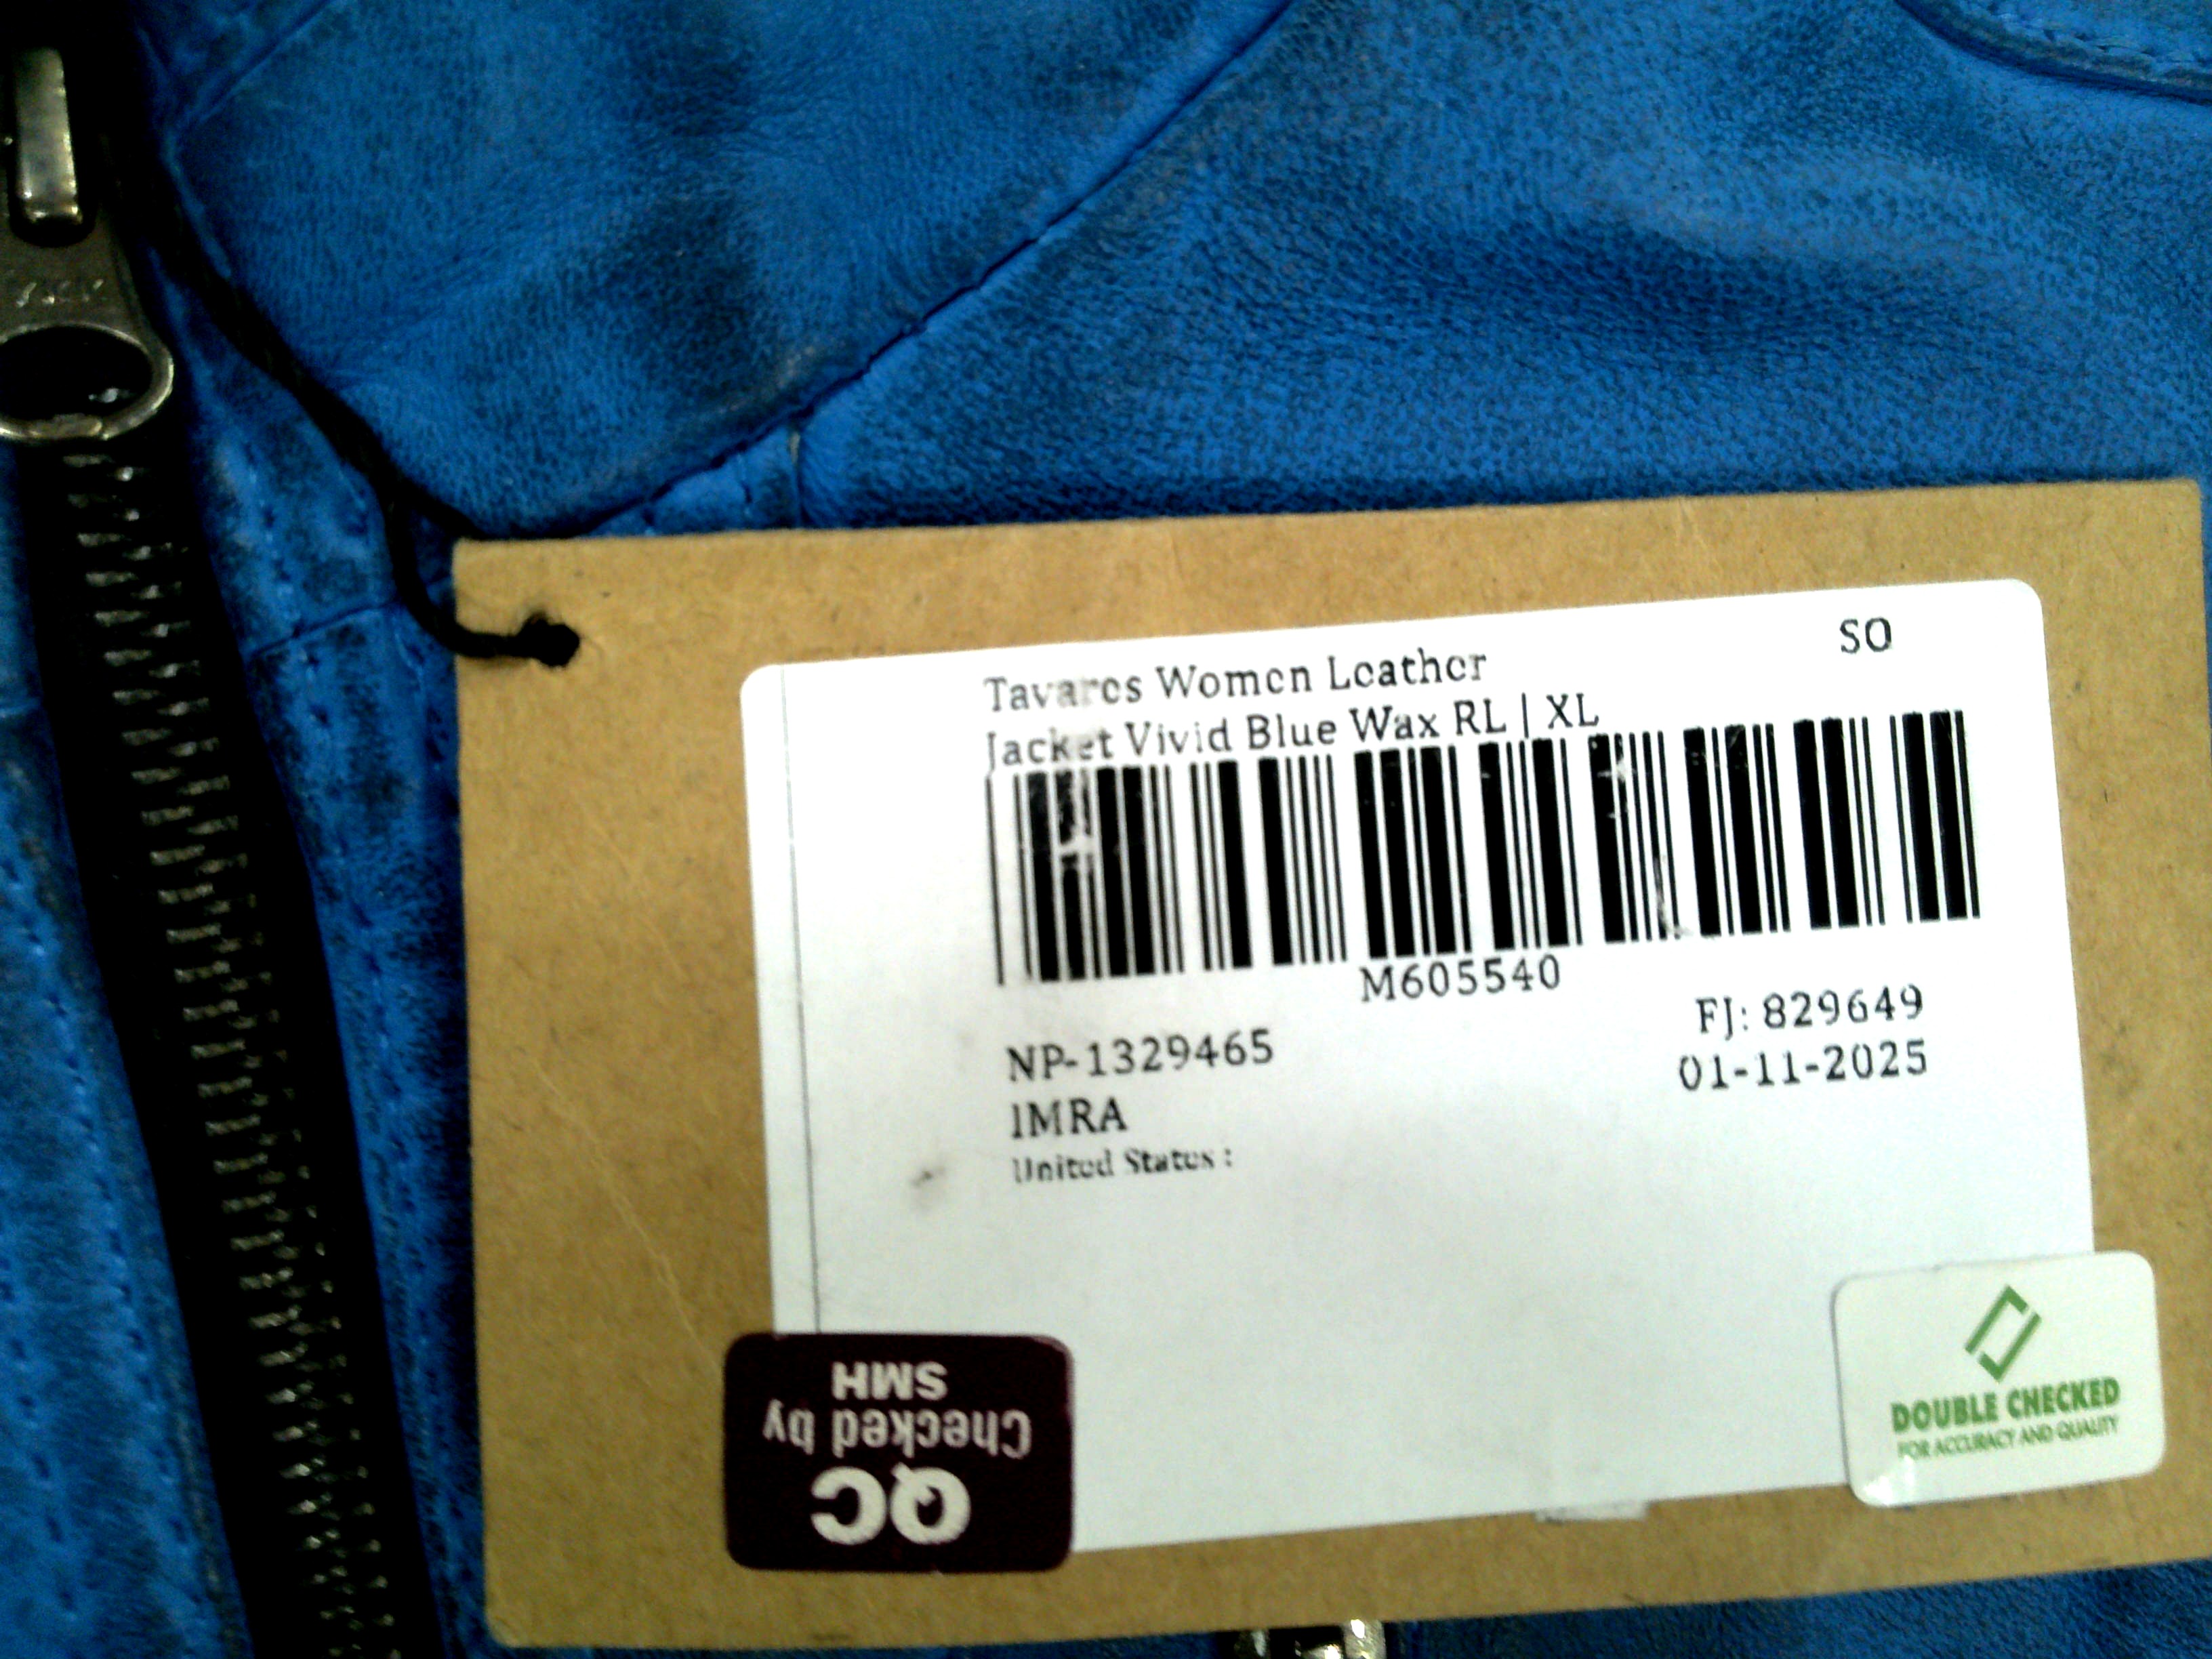 SO
Tavares Women Leather
Jacket Vivid Blue Wax RL | XL
M605540
FJ: 829649
NP-1329465
01-11-2025
IMRA
United States :
QC
Checked by
SMH
DOUBLE CHECKED
FOR ACCURACY AND QUALITY
YKK